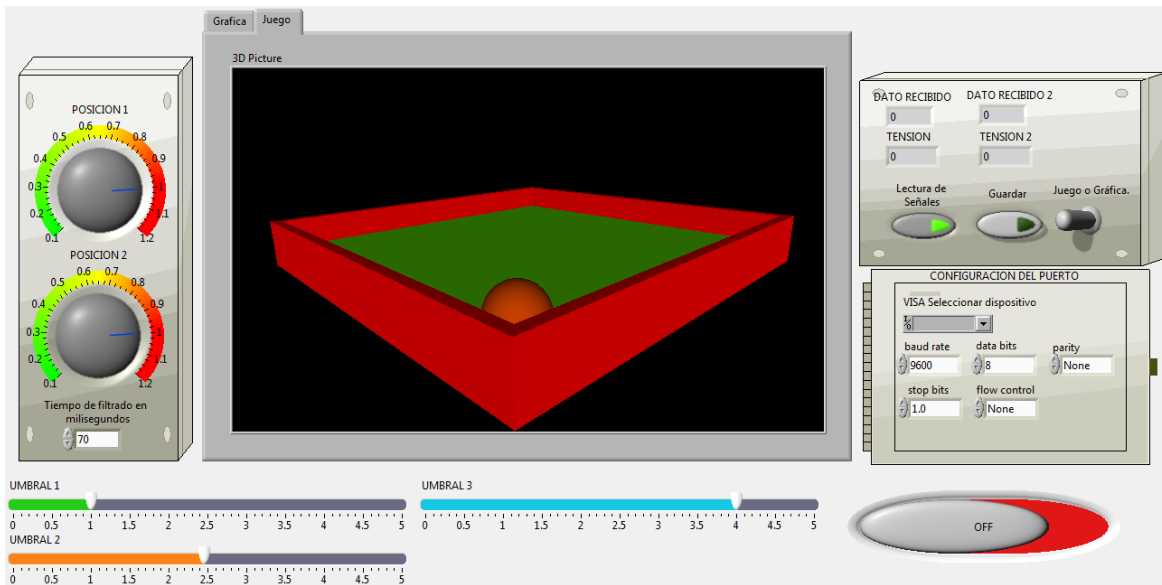 Grafica
Juego
3D Picture
POSICION 1
0.1
0.2
0.3
0.4
0.5
0.6
0.7
0.8
0.9
1
1.1
1.2
POSICION 2
0.1
0.2
0.3
0.4
0.5
0.6
0.7
0.8
0.9
1
1.1
1.2
Tiempo de filtrado en
milisegundos
70
DATO RECIBIDO
DATO RECIBIDO 2
0
0
TENSION
TENSION 2
0
0
Lectura de
Señales
Guardar
Juego o Gráfica.
CONFIGURACION DEL PUERTO
VISA Seleccionar dispositivo
I/O
baud rate
data bits
parity
9600
8
None
stop bits
flow control
1.0
None
UMBRAL 1
0 0.5 1 1.5 2 2.5 3 3.5 4 4.5 5
UMBRAL 2
0 0.5 1 1.5 2 2.5 3 3.5 4 4.5 5
UMBRAL 3
0 0.5 1 1.5 2 2.5 3 3.5 4 4.5 5
OFF